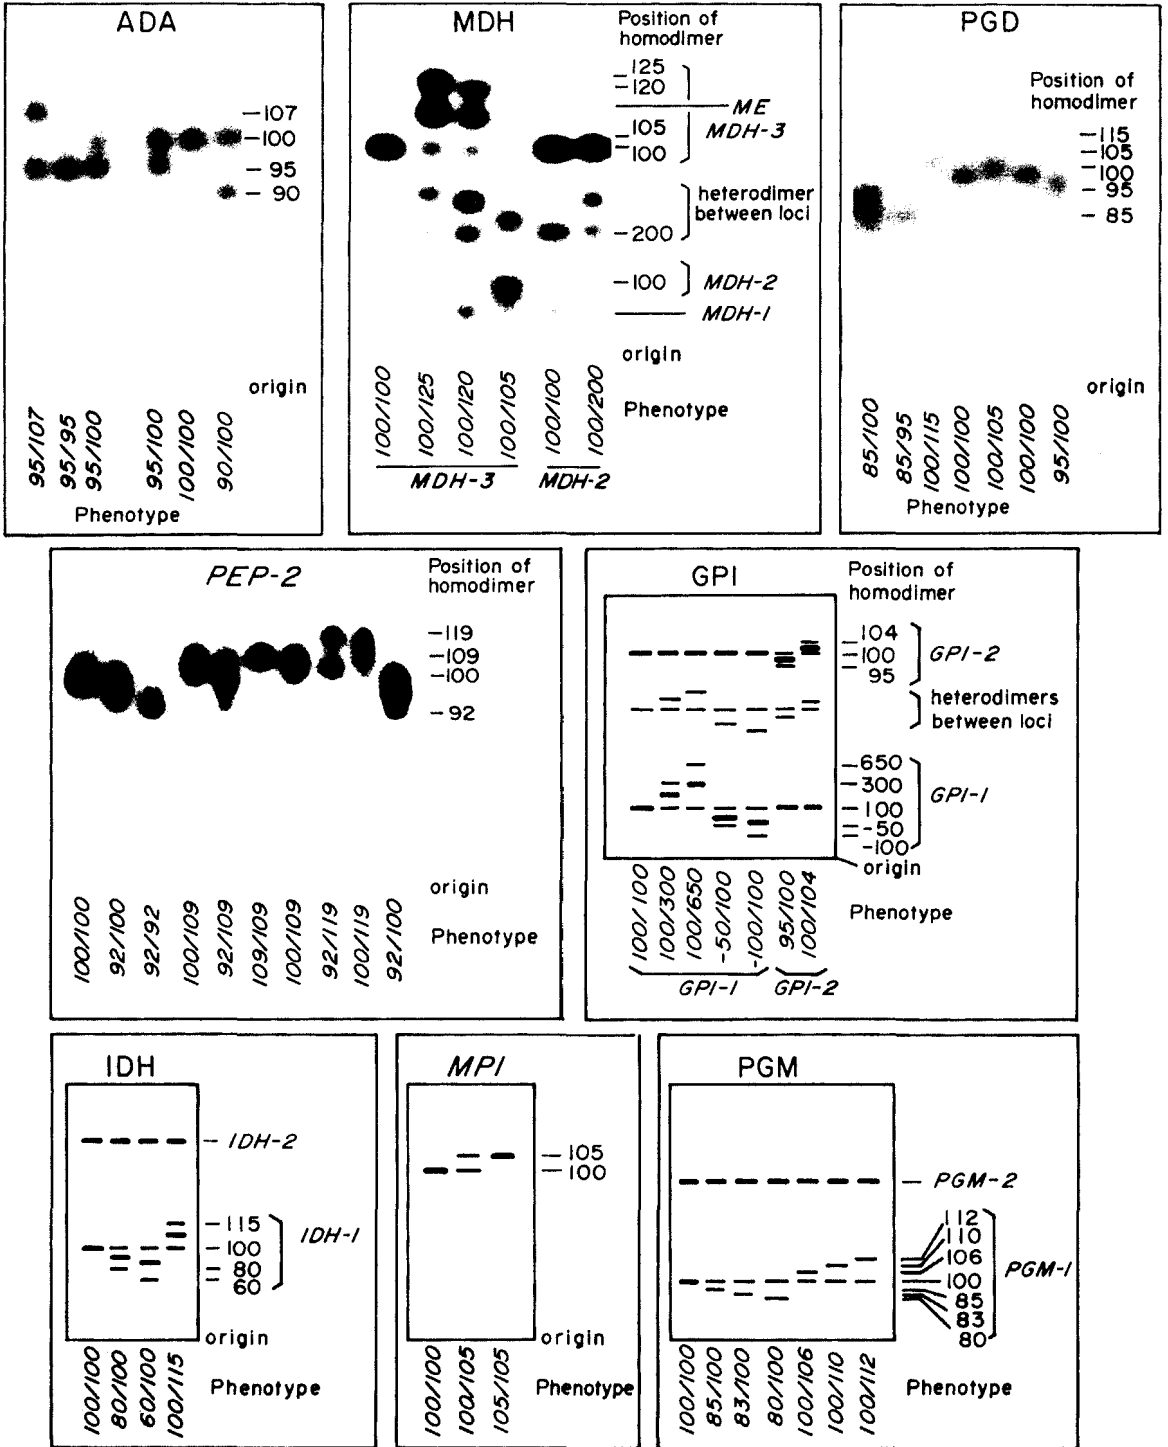 ADA
–107
–100
– 95
– 90
origin
95/107
95/95
95/100
95/100
100/100
90/100
Phenotype
MDH
Position of
homodimer
125
120
ME
105
MDH-3
100
heterodimer
between loci
–200
–100
MDH-2
MDH-1
origin
100/100
100/125
100/120
100/105
100/100
100/200
Phenotype
MDH-3
MDH-2
PGD
Position of
homodimer
–115
–105
–100
–95
– 85
origin
85/100
85/95
100/115
100/100
100/105
100/100
95/100
Phenotype
PEP-2
Position of
homodimer
–119
–109
–100
–92
origin
100/100
92/100
92/92
100/109
92/109
109/109
100/109
92/119
100/119
92/100
Phenotype
GPI
Position of
homodimer
104
100
95
GPI-2
heterodimers
between loci
650
300
100
-50
-100
GPI-1
origin
100/100
100/300
100/650
-50/100
-100/100
95/100
100/104
Phenotype
GPI-1
GPI-2
IDH
– IDH-2
–115
–100
80
60
IDH-1
origin
100/100
80/100
60/100
100/115
Phenotype
MPI
105
100
origin
100/100
100/105
105/105
Phenotype
PGM
— PGM-2
112
110
106
100
85
83
80
PGM-1
100/100
85/100
83/100
80/100
100/106
100/110
100/112
Phenotype